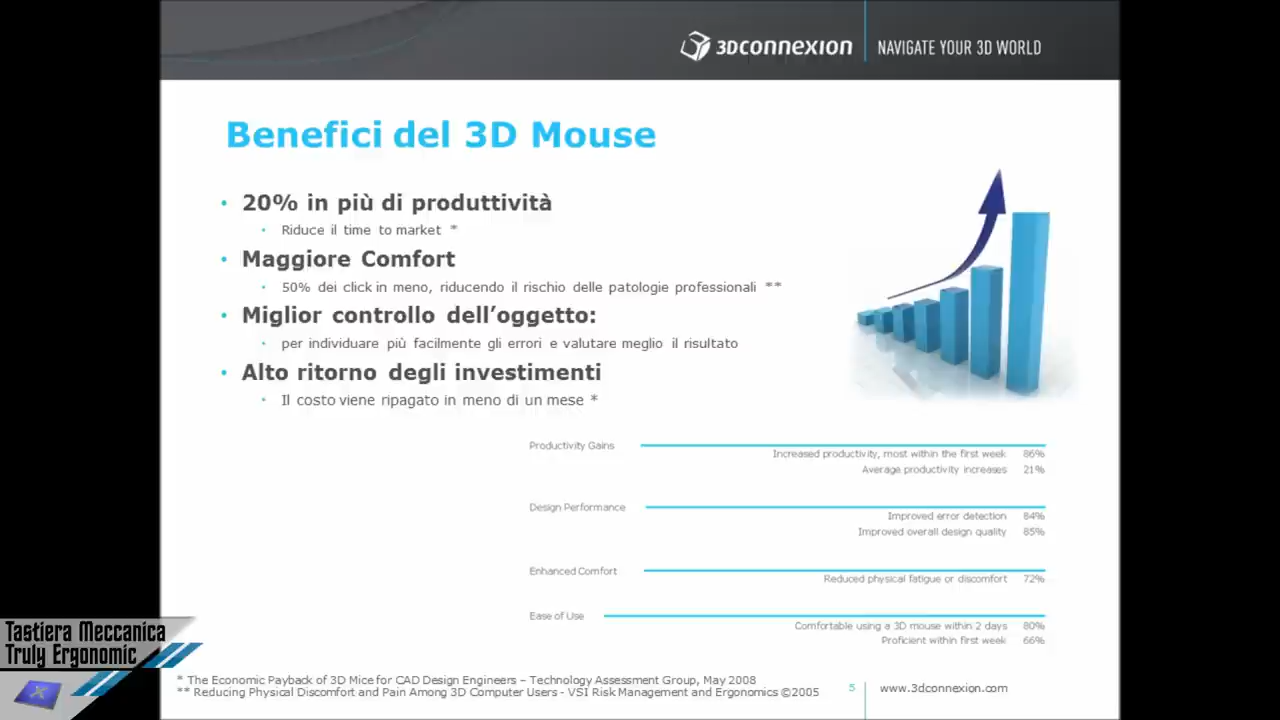 3DCONNEXION NAVIGATE YOUR 3D WORLD
Benefici del 3D Mouse
• 20% in più di produttività
• Riduce il time to market *
• Maggiore Comfort
• 50% dei click in meno, riducendo il rischio delle patologie professionali **
• Miglior controllo dell’oggetto:
• per individuare più facilmente gli errori e valutare meglio il risultato
• Alto ritorno degli investimenti
• Il costo viene ripagato in meno di un mese *
Productivity Gains
Increased productivity, most within the first week 86%
Average productivity increases 21%
Design Performance
Improved error detection 84%
Improved overall design quality 85%
Enhanced Comfort
Reduced physical fatigue or discomfort 72%
Ease of Use
Comfortable using a 3D mouse within 2 days 80%
Proficient within first week 66%
Tastiera Meccanica
Truly Ergonomic
* The Economic Payback of 3D Mice for CAD Design Engineers – Technology Assessment Group, May 2008
** Reducing Physical Discomfort and Pain Among 3D Computer Users - VSI Risk Management and Ergonomics ©2005
5 www.3dconnexion.com